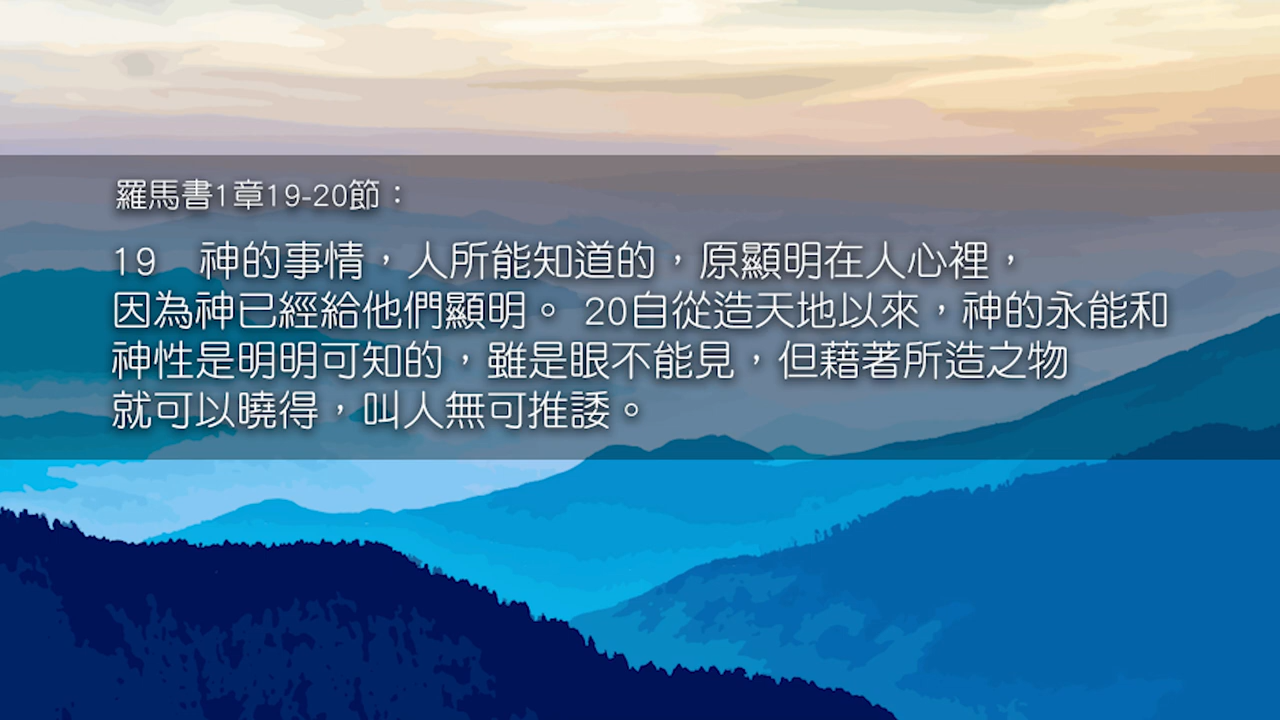 羅馬書1章19-20節：
19　神的事情，人所能知道的，原顯明在人心裡，
因為神已經給他們顯明。 20自從造天地以來，神的永能和
神性是明明可知的，雖是眼不能見，但藉著所造之物
就可以曉得，叫人無可推諉。